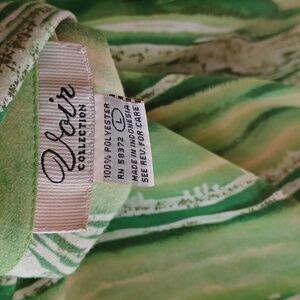 Voir
COLLECTION
L
100% POLYESTER
RN 58372
MADE IN INDONESIA
SEE REV. FOR CARE